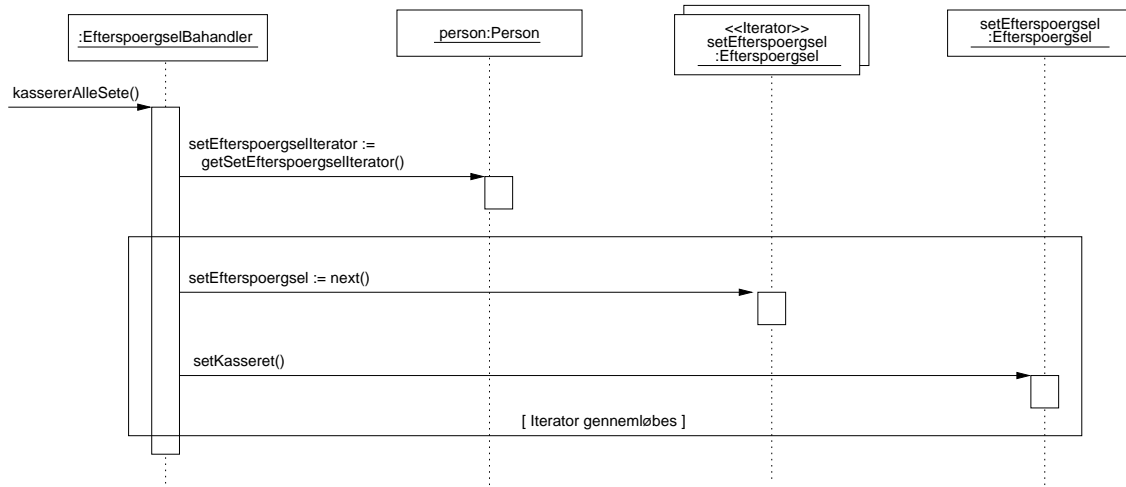 :EfterspoergselBahandler
person:Person
<<Iterator>>
setEfterspoergsel
:Efterspoergsel
setEfterspoergsel
:Efterspoergsel
kassererAlleSete()
setEfterspoergselIterator :=
getSetEfterspoergselIterator()
setEfterspoergsel := next()
setKasseret()
[ Iterator gennemløbes ]